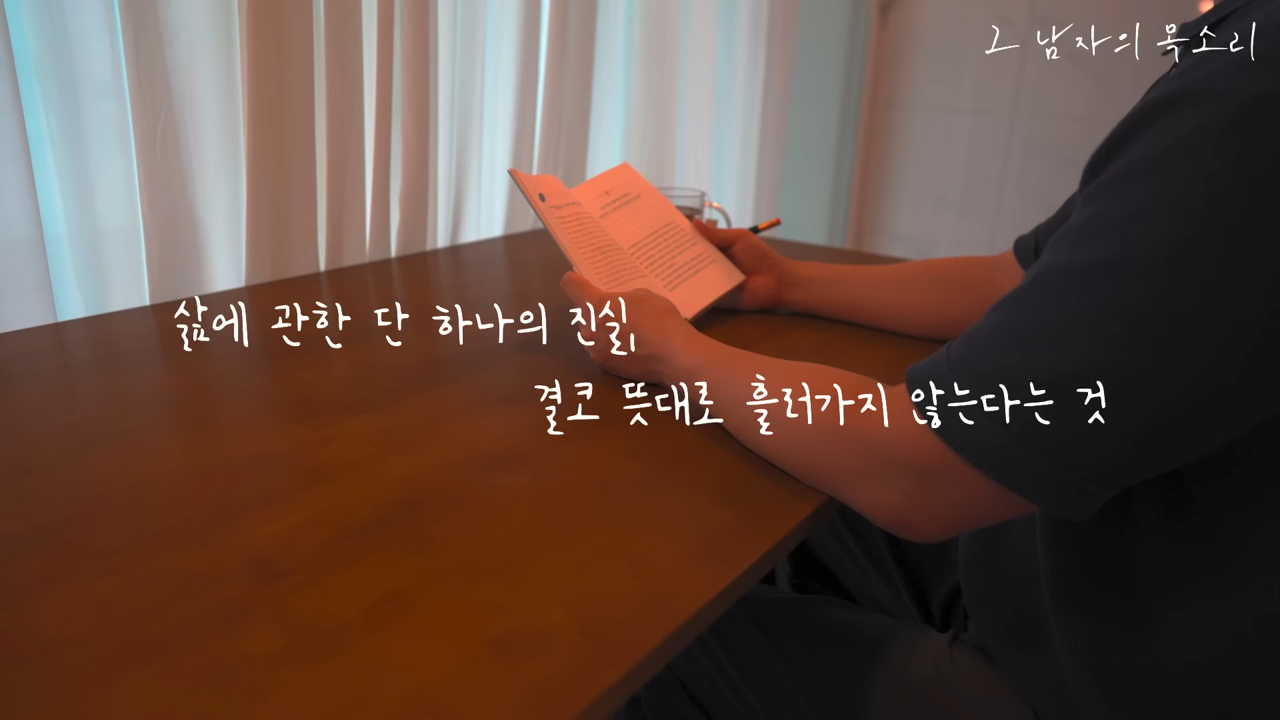 그 남자의 목소리
삶에 관한 단 하나의 진실,
결코 뜻대로 흘러가지 않는다는 것